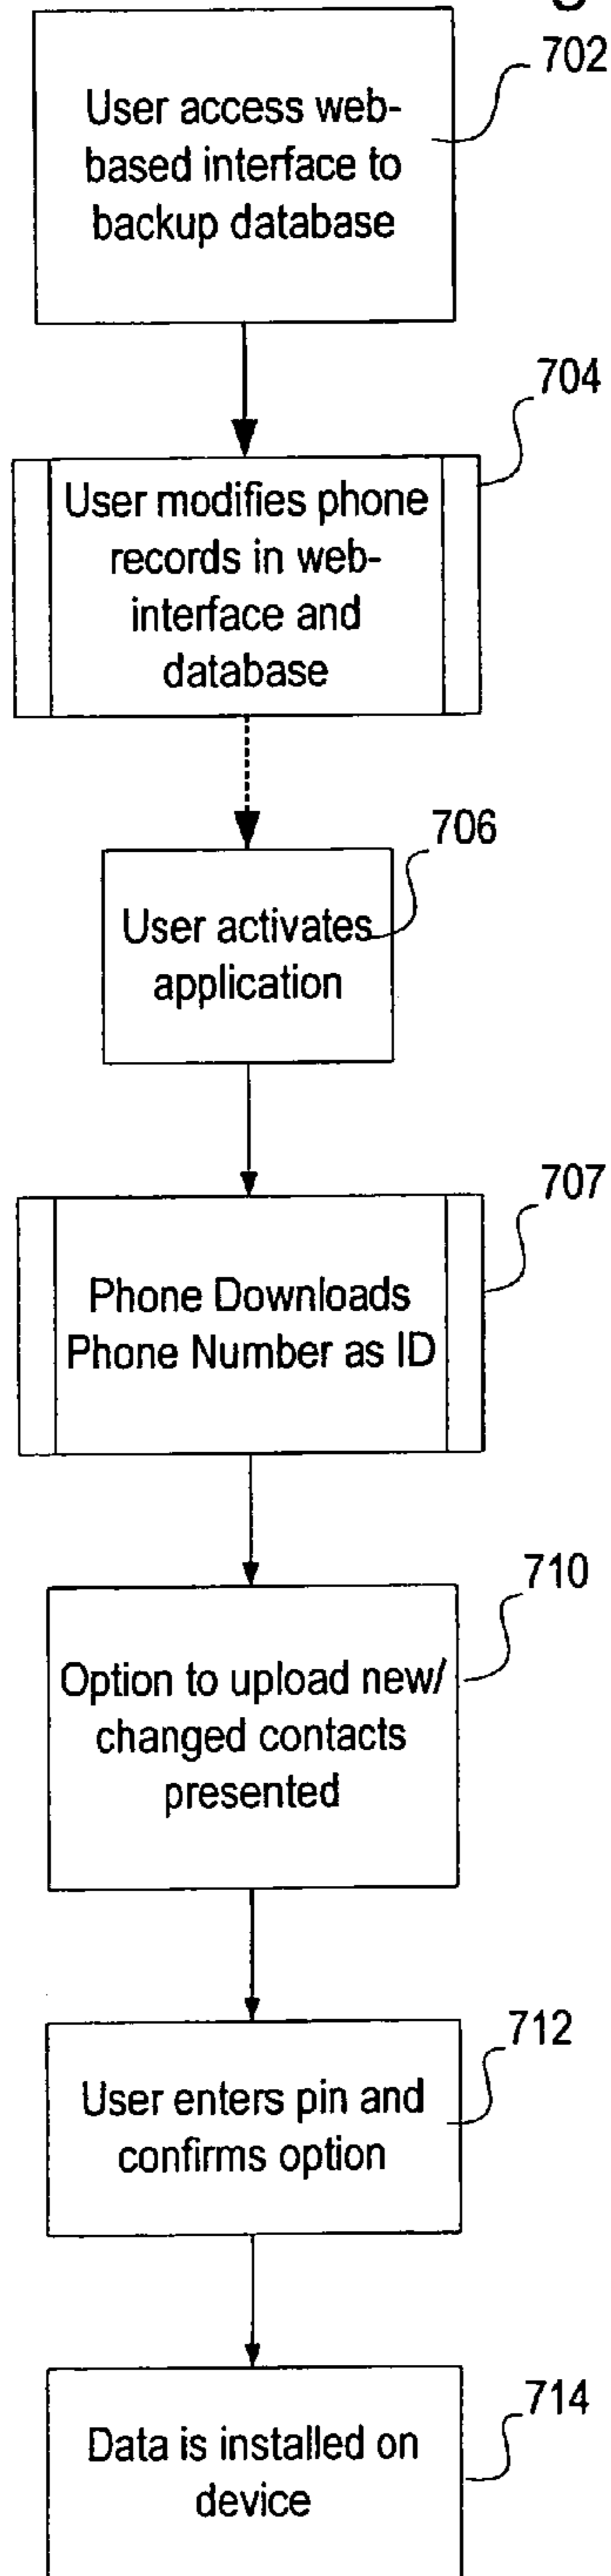 702
User access web-
based interface to
backup database
704
User modifies phone
records in web-
interface and
database
706
User activates
application
707
Phone Downloads
Phone Number as ID
710
Option to upload new/
changed contacts
presented
712
User enters pin and
confirms option
714
Data is installed on
device